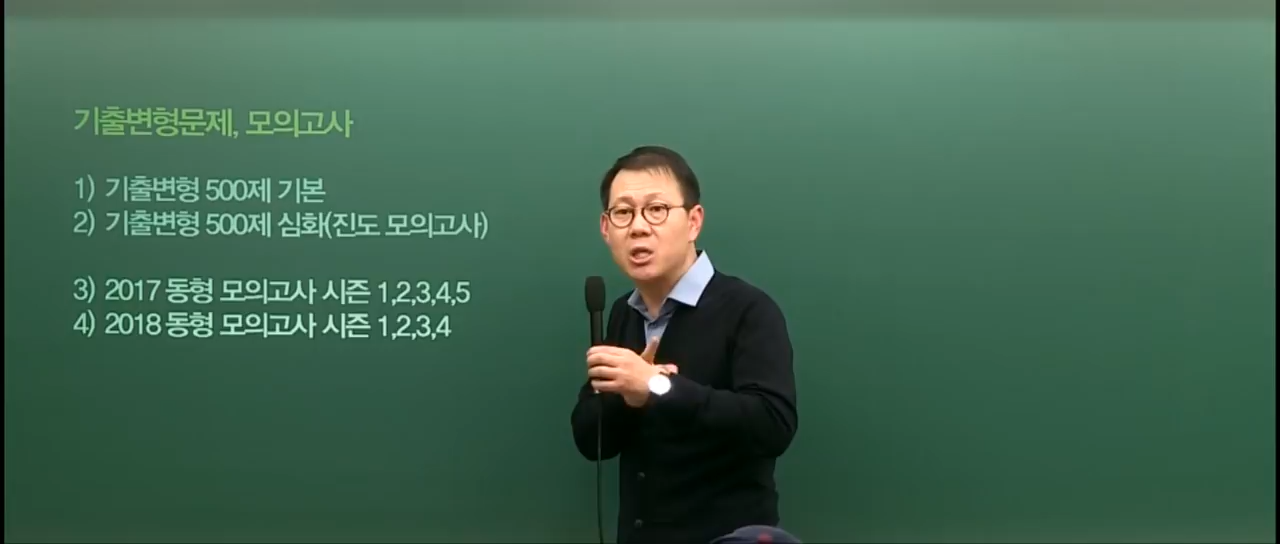 기출변형문제, 모의고사
1) 기출변형 500제 기본
2) 기출변형 500제 심화(진도 모의고사)
3) 2017 동형 모의고사 시즌 1,2,3,4,5
4) 2018 동형 모의고사 시즌 1,2,3,4